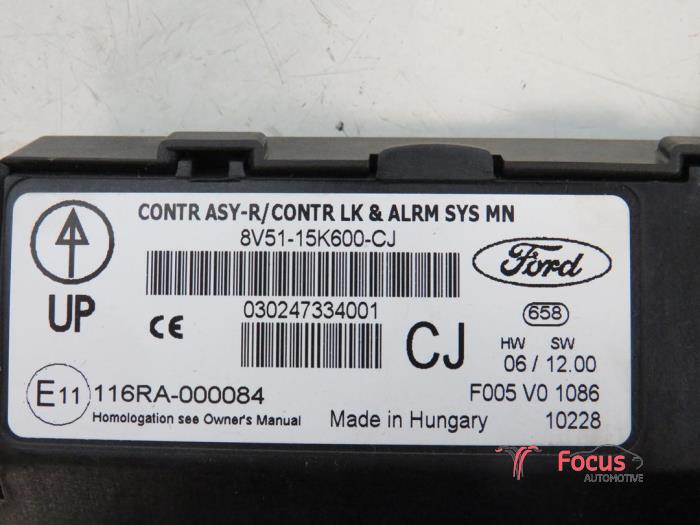 CONTR ASY-R/CONTR LK & ALRM SYS MN
8V51-15K600-CJ
Ford
UP
CE
030247334001
CJ
658
HW SW
06 / 12.00
E11 116RA-000084
F005 V0 1086
Homologation see Owner's Manual
Made in Hungary
10228
Focus
AUTOMOTIVE